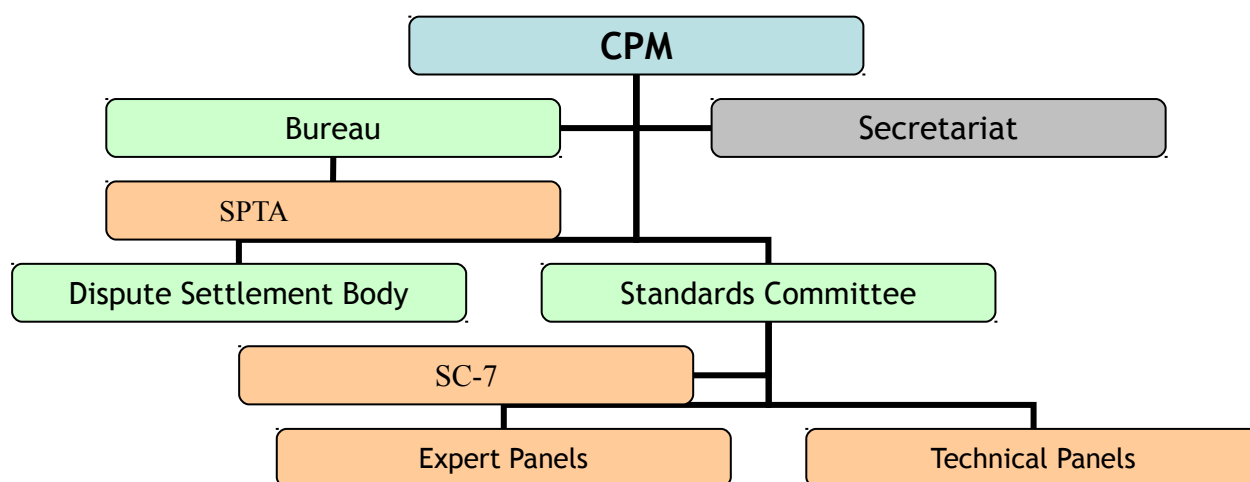 CPM
Bureau
Secretariat
SPTA
Dispute Settlement Body
Standards Committee
SC-7
Expert Panels
Technical Panels